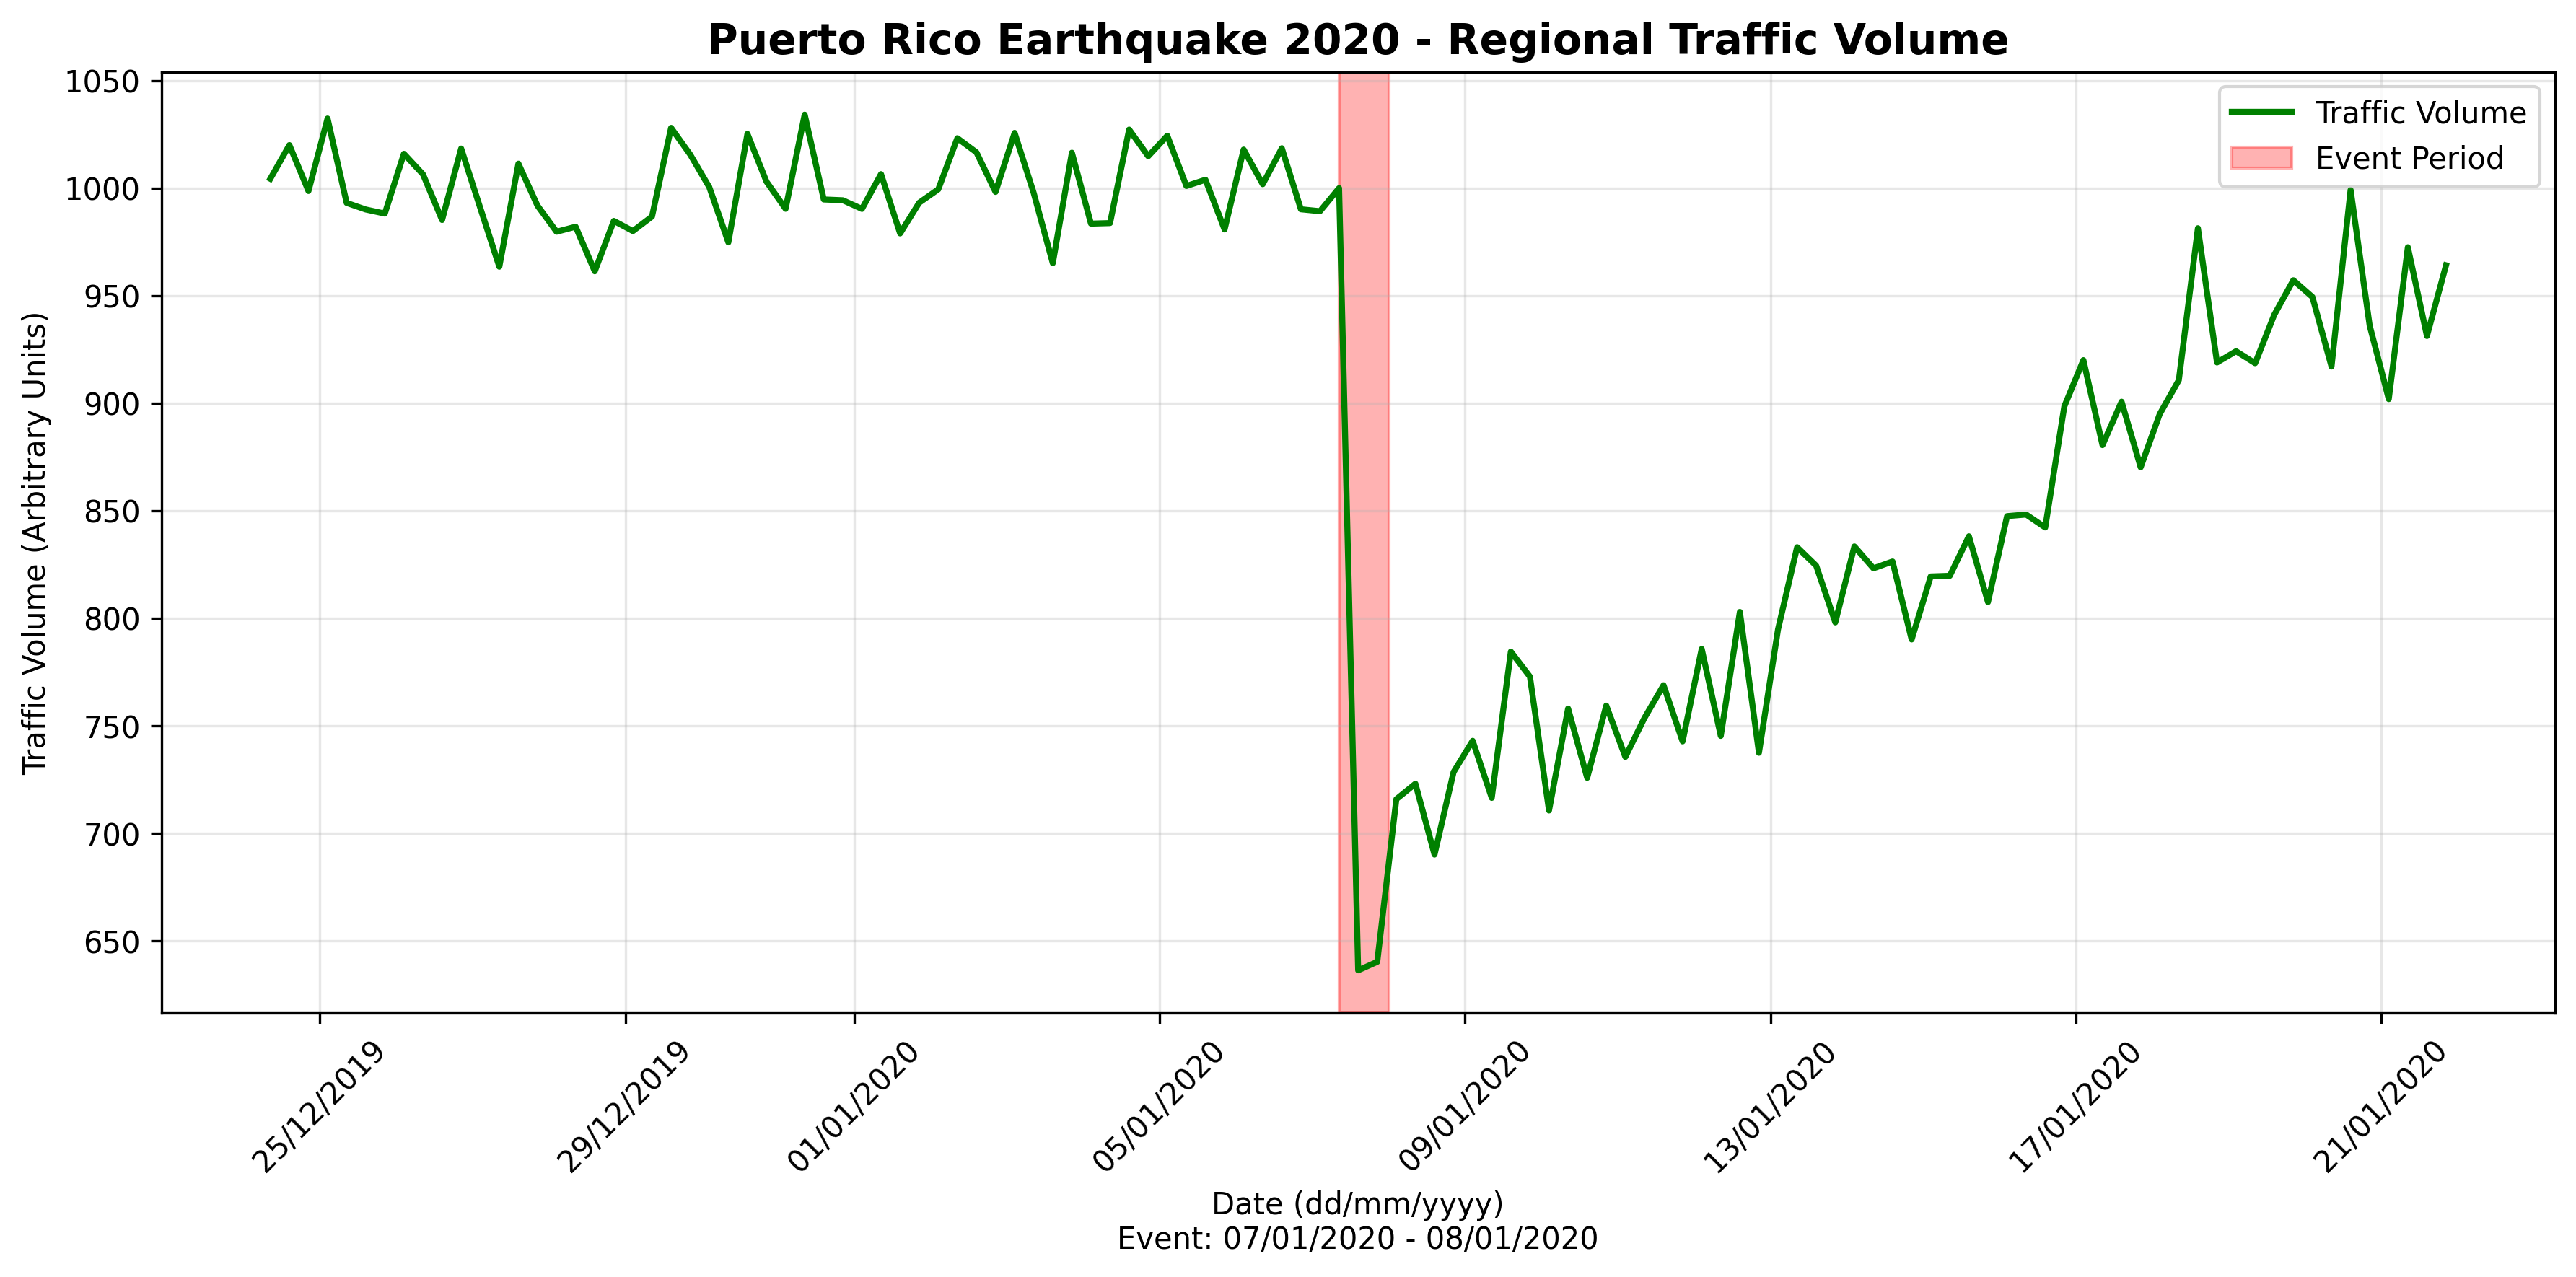 Puerto Rico Earthquake 2020 - Regional Traffic Volume
Traffic Volume (Arbitrary Units)
1050
1000
950
900
850
800
750
700
650
Traffic Volume
Event Period
25/12/2019
29/12/2019
01/01/2020
05/01/2020
09/01/2020
13/01/2020
17/01/2020
21/01/2020
Date (dd/mm/yyyy)
Event: 07/01/2020 - 08/01/2020